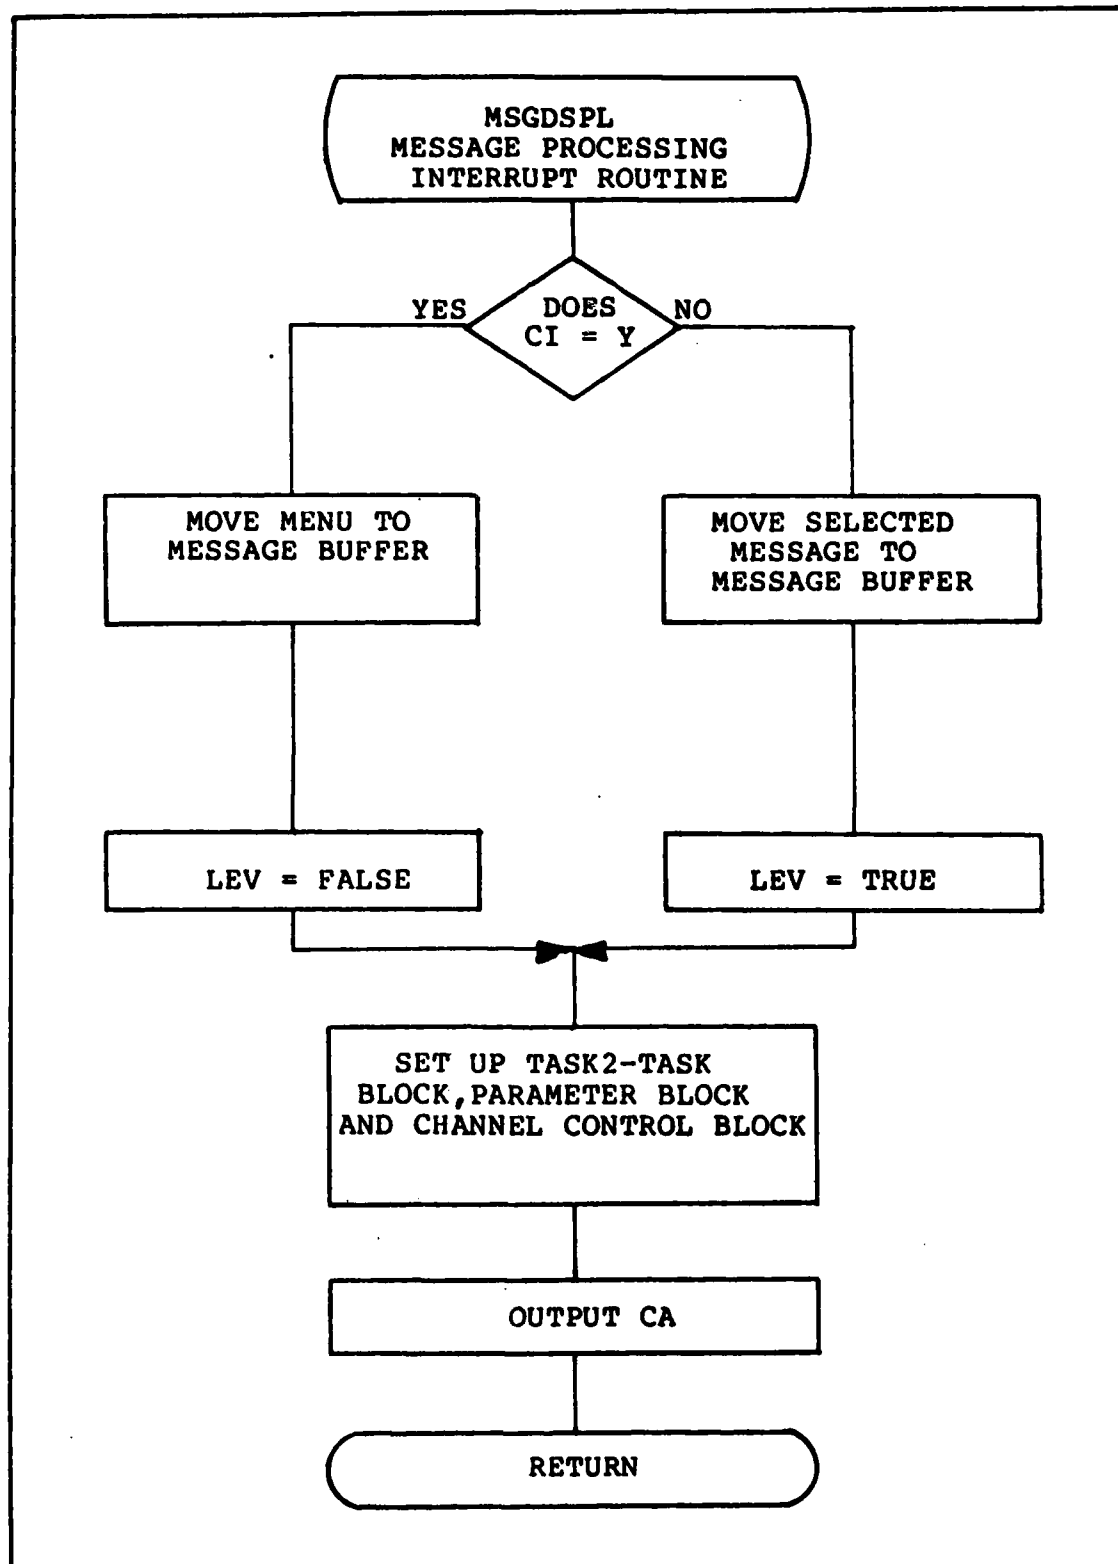 MSGDSPL
MESSAGE PROCESSING
INTERRUPT ROUTINE
YES
DOES
CI = Y
NO
MOVE MENU TO
MESSAGE BUFFER
MOVE SELECTED
MESSAGE TO
MESSAGE BUFFER
LEV = FALSE
LEV = TRUE
SET UP TASK2-TASK
BLOCK,PARAMETER BLOCK
AND CHANNEL CONTROL BLOCK
OUTPUT CA
RETURN